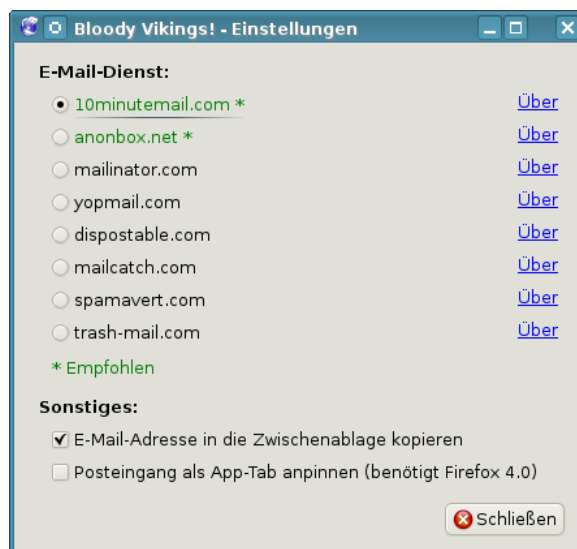 Bloody Vikings! - Einstellungen
E-Mail-Dienst:
10minutemail.com * Über
anonbox.net * Über
mailinator.com Über
yopmail.com Über
dispostable.com Über
mailcatch.com Über
spamavert.com Über
trash-mail.com Über
* Empfohlen
Sonstiges:
E-Mail-Adresse in die Zwischenablage kopieren
Posteingang als App-Tab anpinnen (benötigt Firefox 4.0)
Schließen